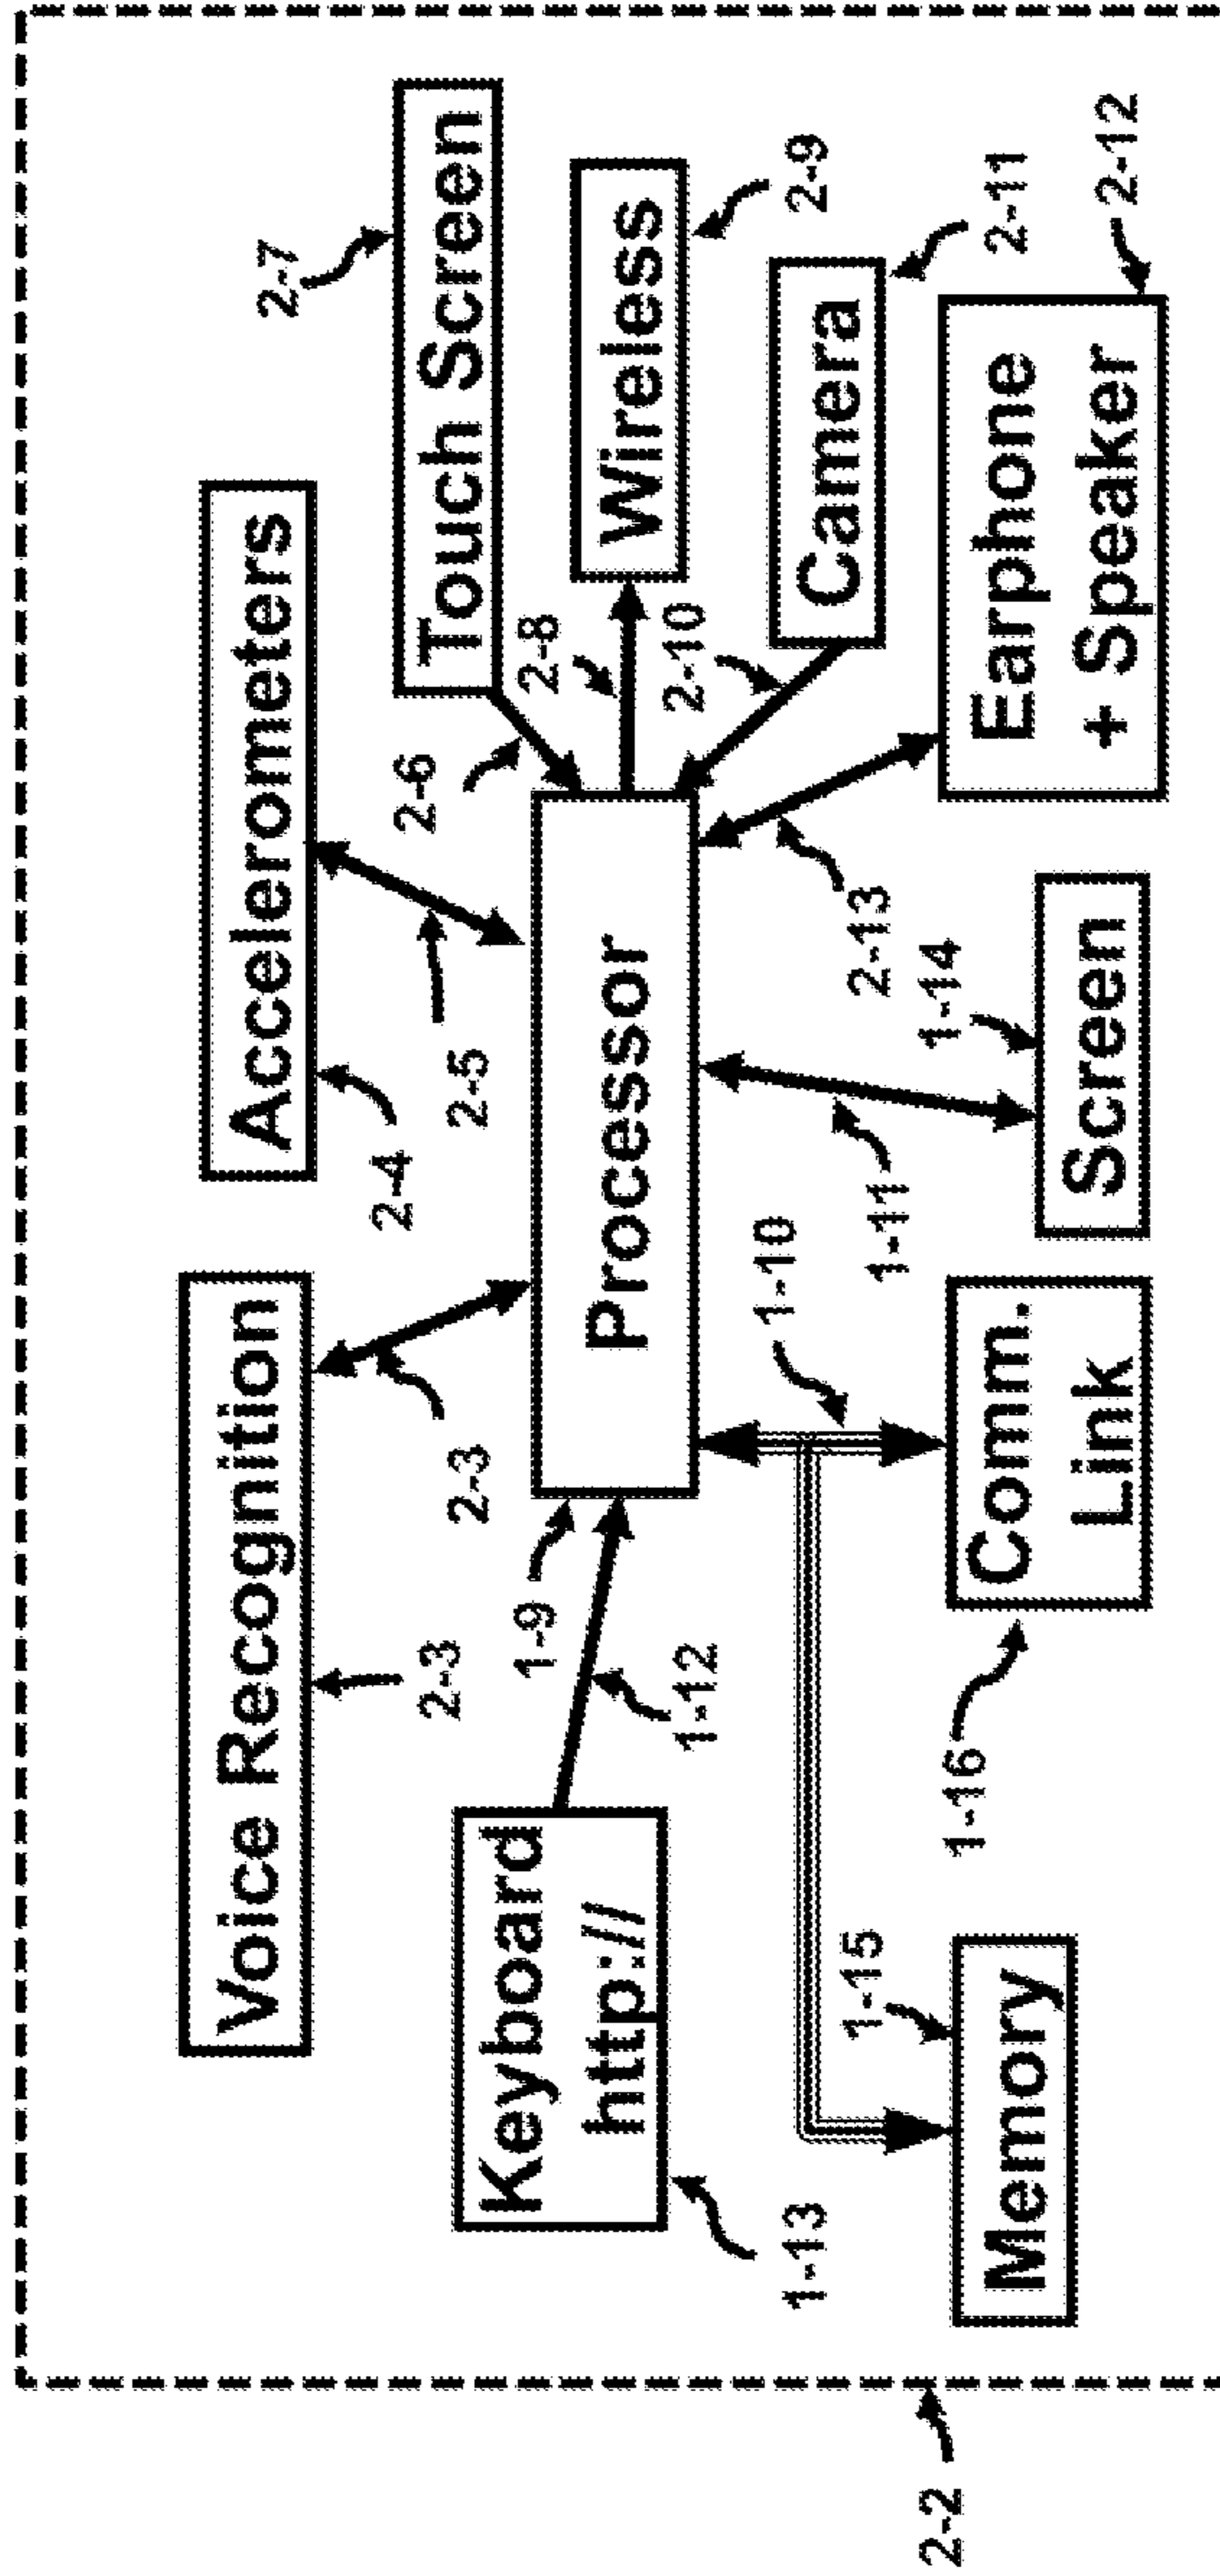 Voice Recognition
Accelerometers
2-7
2-3
2-3
2-4
2-5
2-6
Touch Screen
Keyboard
http://
1-9
1-12
Processor
2-8
Wireless
2-9
2-10
1-13
1-10
1-11
2-13
1-14
Camera
2-11
1-15
1-16
Memory
Comm.
Link
Screen
Earphone
+ Speaker
2-12
2-2